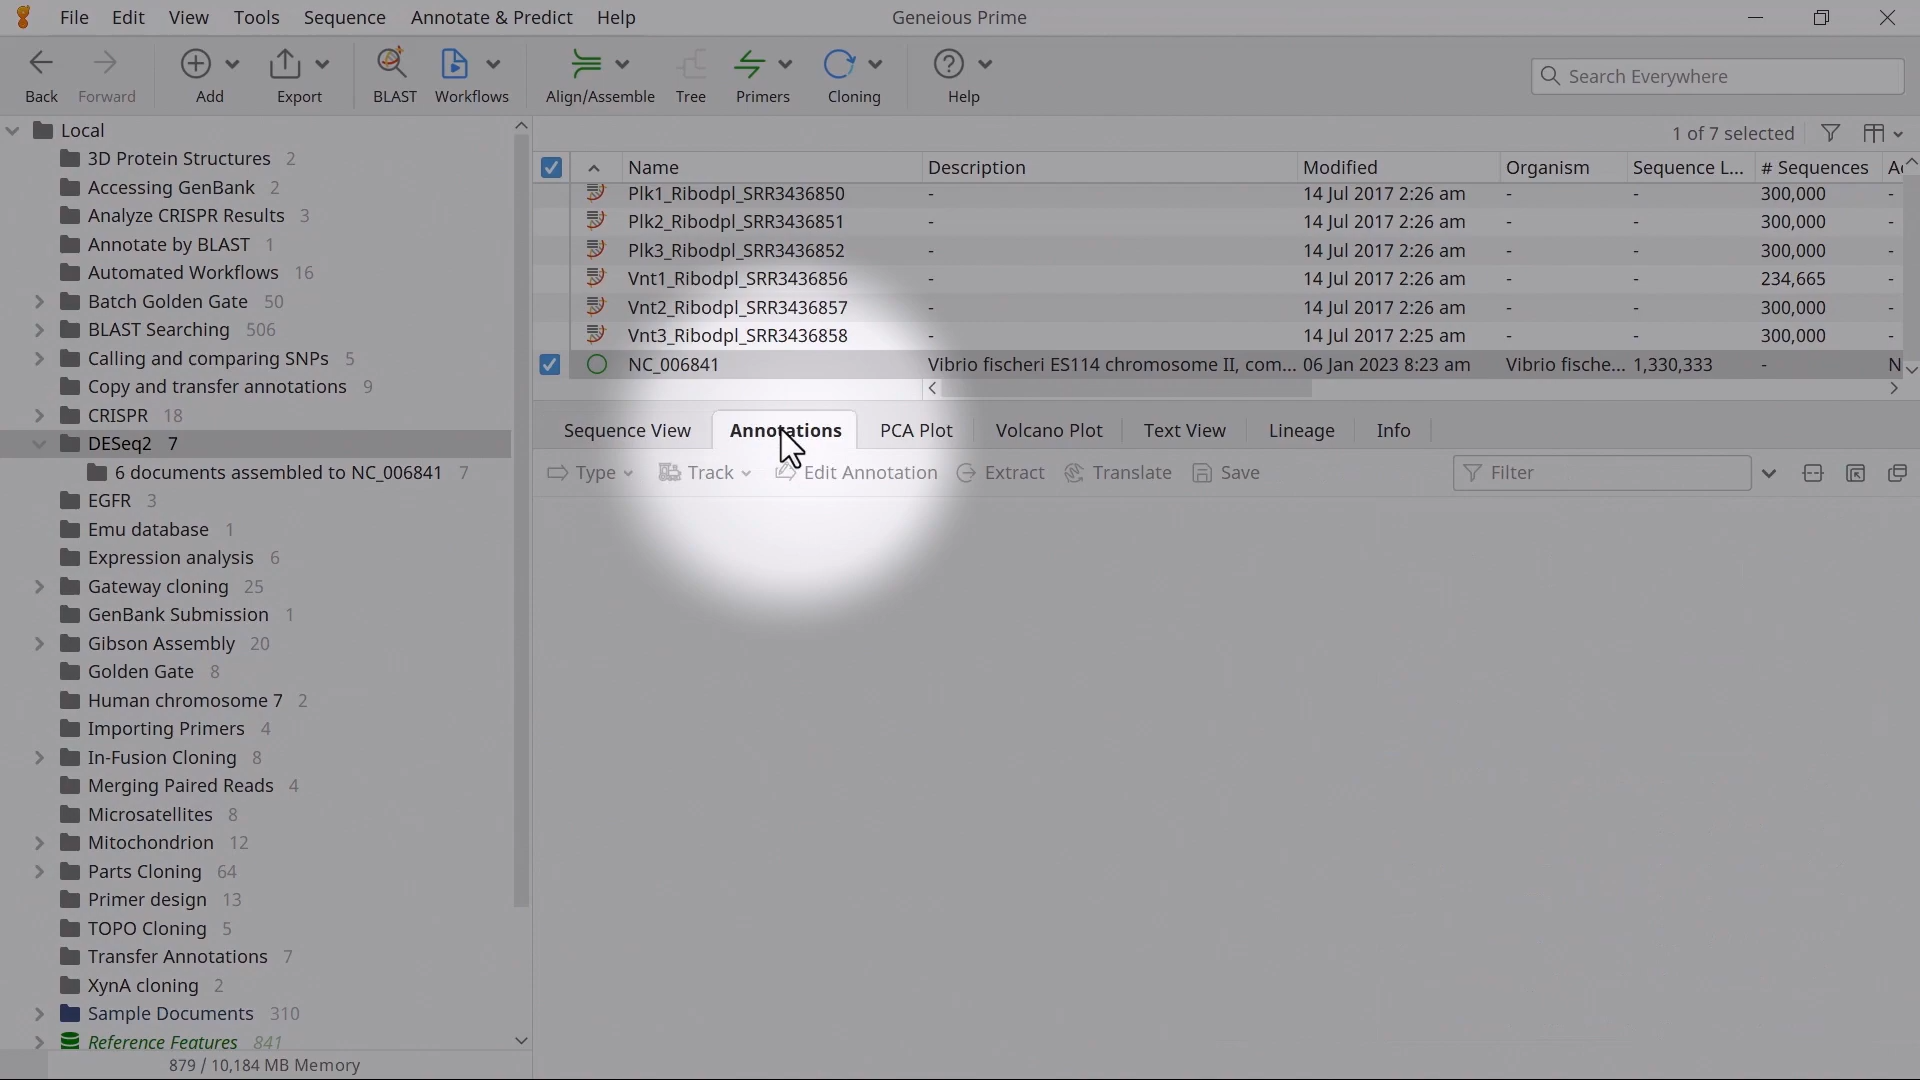 File Edit View Tools Sequence Annotate & Predict Help
Geneious Prime
Back Forward Add Export BLAST Workflows Align/Assemble Tree Primers Cloning Help
Search Everywhere
Local
3D Protein Structures 2
Accessing GenBank 2
Analyze CRISPR Results 3
Annotate by BLAST 1
Automated Workflows 16
Batch Golden Gate 50
BLAST Searching 506
Calling and comparing SNPs 5
Copy and transfer annotations 9
CRISPR 18
DESeq2 7
6 documents assembled to NC_006841 7
EGFR 3
Emu database 1
Expression analysis 6
Gateway cloning 25
GenBank Submission 1
Gibson Assembly 20
Golden Gate 8
Human chromosome 7 2
Importing Primers 4
In-Fusion Cloning 8
Merging Paired Reads 4
Microsatellites 8
Mitochondrion 12
Parts Cloning 64
Primer design 13
TOPO Cloning 5
Transfer Annotations 7
XynA cloning 2
Sample Documents 310
Reference Features 841
879 / 10,184 MB Memory
1 of 7 selected
Name Description Modified Organism Sequence L... # Sequences
Plk1_Ribodpl_SRR3436850 - 14 Jul 2017 2:26 am - - 300,000 -
Plk2_Ribodpl_SRR3436851 - 14 Jul 2017 2:26 am - - 300,000 -
Plk3_Ribodpl_SRR3436852 - 14 Jul 2017 2:26 am - - 300,000 -
Vnt1_Ribodpl_SRR3436856 - 14 Jul 2017 2:26 am - - 234,665 -
Vnt2_Ribodpl_SRR3436857 - 14 Jul 2017 2:26 am - - 300,000 -
Vnt3_Ribodpl_SRR3436858 - 14 Jul 2017 2:25 am - - 300,000 -
NC_006841 Vibrio fischeri ES114 chromosome II, com... 06 Jan 2023 8:23 am Vibrio fische... 1,330,333 - N
Sequence View Annotations PCA Plot Volcano Plot Text View Lineage Info
Type Track Edit Annotation Extract Translate Save Filter